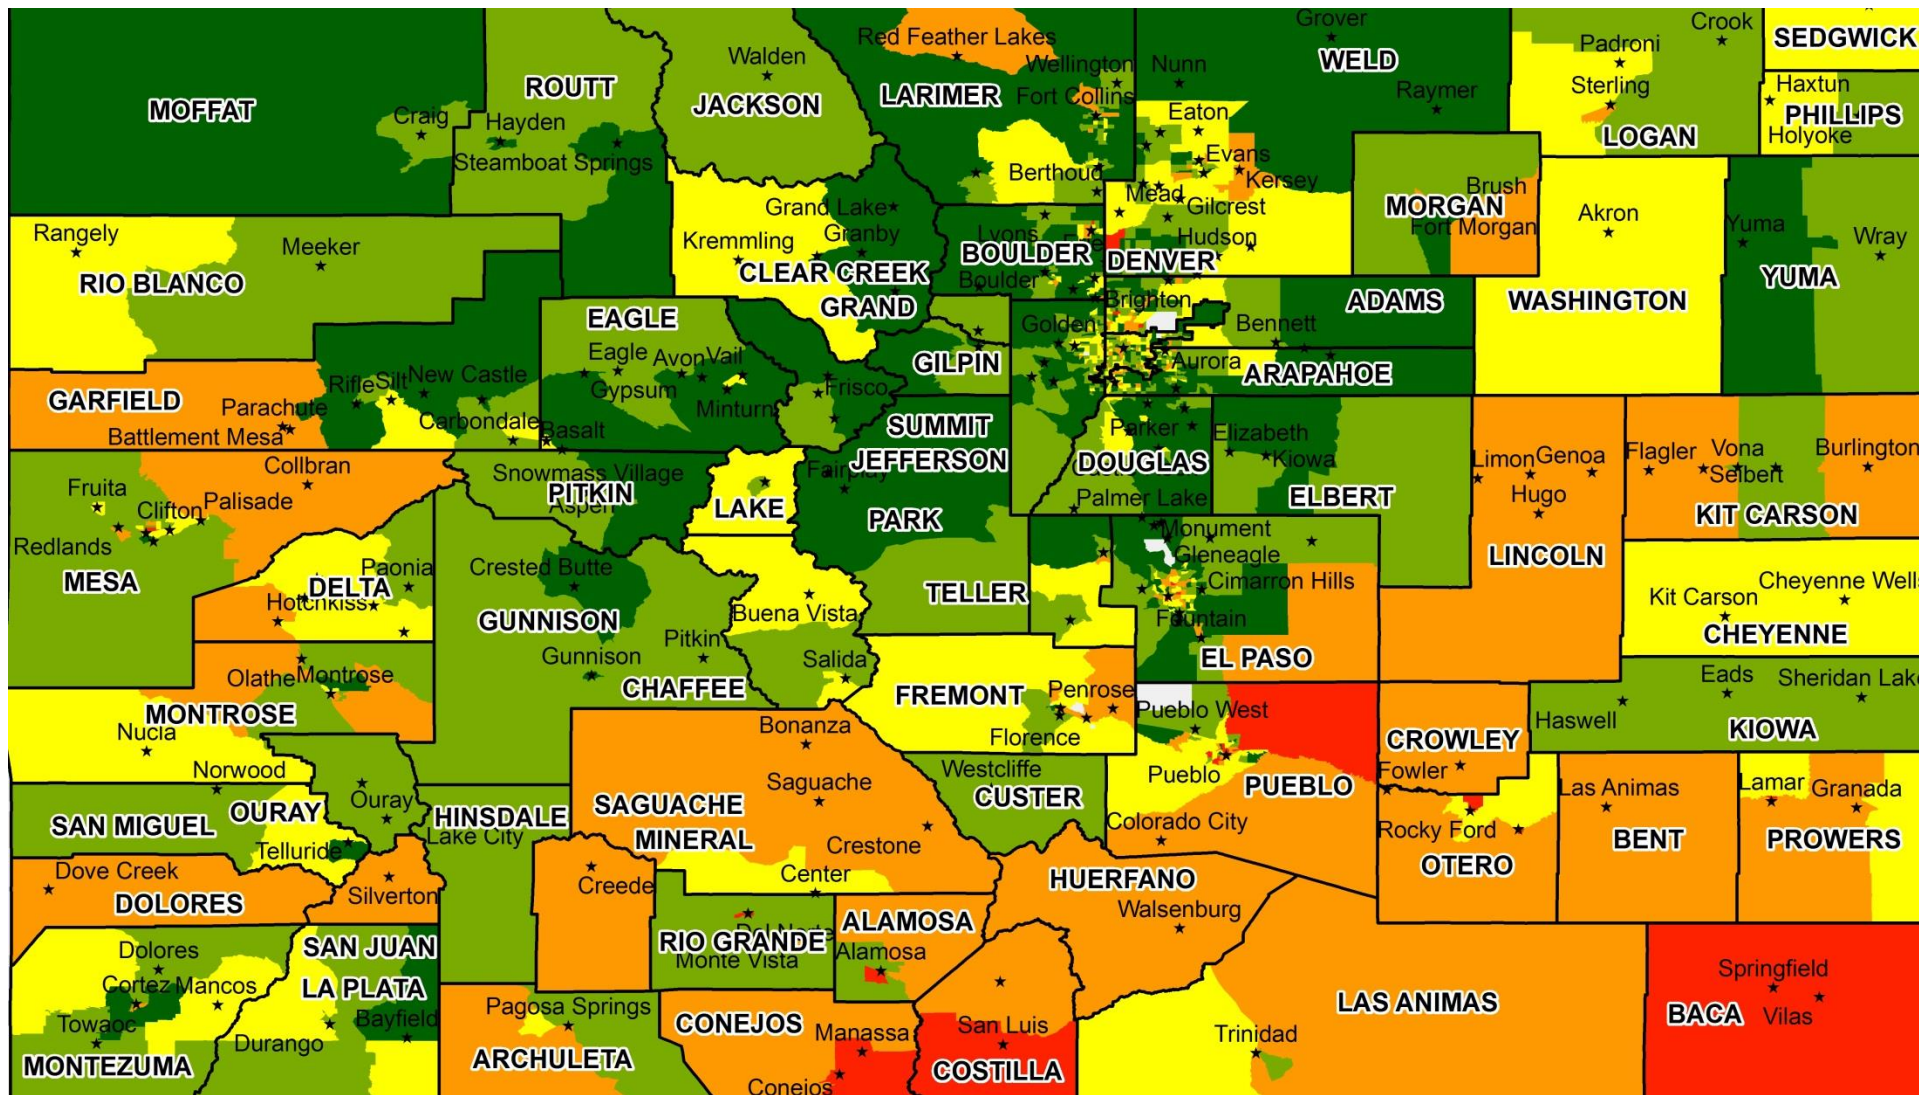 Grover
Crook
SEDGWICK
Red Feather Lakes
WELD
Padroni
Walden
Wellington
Nunn
ROUTT
JACKSON
LARIMER
Fort Collins
Raymer
Sterling
Haxtun
MOFFAT
Craig
Hayden
Eaton
PHILLIPS
LOGAN
Holyoke
Steamboat Springs
Berthoud
Evans
Kersey
Brush
Mead
Gilcrest
MORGAN
Fort Morgan
Akron
Grand Lake
Granby
Rangely
Meeker
Kremmling
Lyons
Hudson
Yuma
Wray
BOULDER
DENVER
CLEAR CREEK
Boulder
RIO BLANCO
GRAND
Brighton
ADAMS
WASHINGTON
YUMA
EAGLE
Golden
Bennett
Eagle
Avon
Vail
GILPIN
Aurora
ARAPAHOE
Rifle
Silt
New Castle
Gypsum
Frisco
GARFIELD
Parachute
Minturn
Battlement Mesa
Carbondale
Basalt
SUMMIT
Parker
Elizabeth
Kiowa
Limon
Genoa
Flagler
Vona
Burlington
Collbran
Snowmass Village
Fairplay
JEFFERSON
DOUGLAS
Seibert
Fruita
PITKIN
Aspen
LAKE
PARK
Palmer Lake
ELBERT
Hugo
Clifton
Palisade
KIT CARSON
Redlands
Monument
MESA
DELTA
Paonia
Crested Butte
Gleneagle
LINCOLN
TELLER
Cimarron Hills
Cheyenne Wells
Hotchkiss
Buena Vista
Kit Carson
GUNNISON
Fountain
CHEYENNE
Pitkin
Gunnison
Salida
EL PASO
Olathe
Montrose
CHAFFEE
FREMONT
Penrose
Eads
Sheridan Lake
MONTROSE
Pueblo West
Haswell
KIOWA
Nucla
Bonanza
Florence
CROWLEY
Norwood
Saguache
Westcliffe
Pueblo
PUEBLO
Fowler
Las Animas
Lamar
Granada
Ouray
HINSDALE
SAGUACHE
CUSTER
SAN MIGUEL
OURAY
Lake City
MINERAL
Crestone
Colorado City
Rocky Ford
BENT
PROWERS
Telluride
OTERO
Dove Creek
Silverton
Creede
Center
HUERFANO
DOLORES
Walsenburg
ALAMOSA
Dolores
SAN JUAN
RIO GRANDE
Del Norte
Alamosa
Monte Vista
Springfield
Cortez
Mancos
LA PLATA
LAS ANIMAS
BACA
Vilas
Pagosa Springs
Towaoc
Bayfield
CONEJOS
Manassa
San Luis
Trinidad
Durango
MONTEZUMA
ARCHULETA
COSTILLA
Conejos